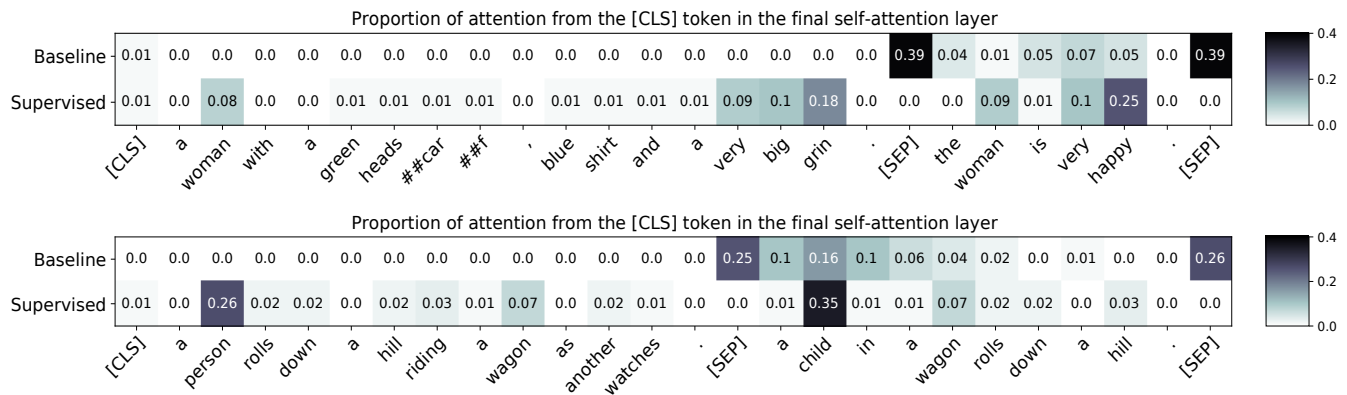 Proportion of attention from the [CLS] token in the final self-attention layer
Baseline 0.01 0.0 0.0 0.0 0.0 0.0 0.0 0.0 0.0 0.0 0.0 0.0 0.0 0.0 0.0 0.0 0.0 0.0 0.39 0.04 0.01 0.05 0.07 0.05 0.0 0.39
Supervised 0.01 0.0 0.08 0.0 0.0 0.01 0.01 0.01 0.01 0.0 0.01 0.01 0.01 0.01 0.09 0.1 0.18 0.0 0.0 0.0 0.09 0.01 0.1 0.25 0.0 0.0
[CLS] a woman with a green heads ##car ##f , blue shirt and a very big grin . [SEP] the woman is very happy . [SEP]
0.4
0.2
0.0
Proportion of attention from the [CLS] token in the final self-attention layer
Baseline 0.0 0.0 0.0 0.0 0.0 0.0 0.0 0.0 0.0 0.0 0.0 0.0 0.0 0.0 0.25 0.1 0.16 0.1 0.06 0.04 0.02 0.0 0.01 0.0 0.0 0.26
Supervised 0.01 0.0 0.26 0.02 0.02 0.0 0.02 0.03 0.01 0.07 0.0 0.02 0.01 0.0 0.0 0.01 0.35 0.01 0.01 0.07 0.02 0.02 0.0 0.03 0.0 0.0
[CLS] a person rolls down a hill riding a wagon as another watches . [SEP] a child in a wagon rolls down a hill . [SEP]
0.4
0.2
0.0